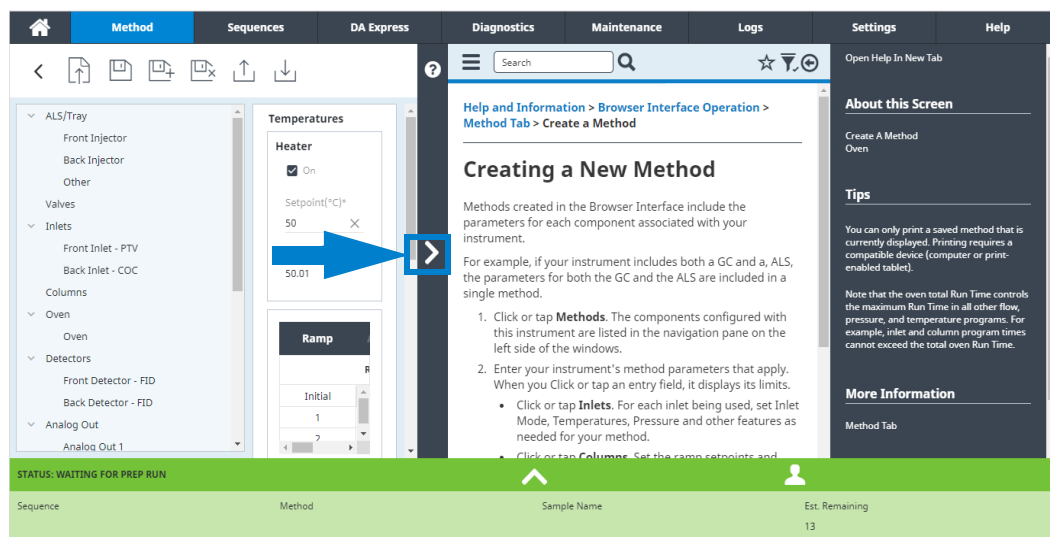 Method
Sequences
DA Express
Diagnostics
Maintenance
Logs
Settings
Help
ALS/Tray
Front Injector
Back Injector
Other
Valves
Inlets
Front Inlet - PTV
Back Inlet - COC
Columns
Oven
Oven
Detectors
Front Detector - FID
Back Detector - FID
Analog Out
Analog Out 1
Temperatures
Heater
On
Setpoint(°C)*
50
50.01
Ramp
R
Initial
1
2
?
Search
Help and Information > Browser Interface Operation >
Method Tab > Create a Method
Creating a New Method
Methods created in the Browser Interface include the
parameters for each component associated with your
instrument.
For example, if your instrument includes both a GC and a, ALS,
the parameters for both the GC and the ALS are included in a
single method.
1. Click or tap Methods. The components configured with
this instrument are listed in the navigation pane on the
left side of the windows.
2. Enter your instrument's method parameters that apply.
When you Click or tap an entry field, it displays its limits.
• Click or tap Inlets. For each inlet being used, set Inlet
Mode, Temperatures, Pressure and other features as
needed for your method.
• Click or tap Columns. Set the ramp setpoints and
Open Help In New Tab
About this Screen
Create A Method
Oven
Tips
You can only print a saved method that is
currently displayed. Printing requires a
compatible device (computer or print-
enabled tablet).
Note that the oven total Run Time controls
the maximum Run Time in all other flow,
pressure, and temperature programs. For
example, inlet and column program times
cannot exceed the total oven Run Time.
More Information
Method Tab
STATUS: WAITING FOR PREP RUN
Sequence
Method
Sample Name
Est. Remaining
13